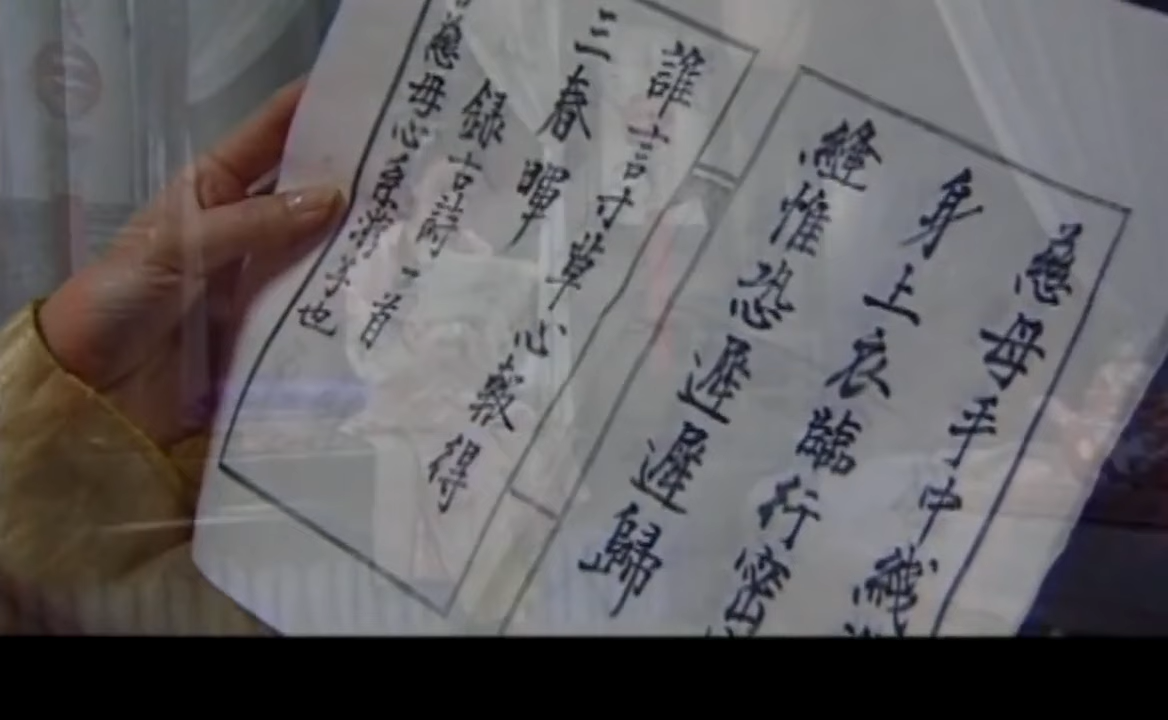 慈母手中綫
身上衣臨行密
縫惟恐遲遲歸
誰言寸草心報得
三春暉
錄古詩一首
慈母心系游子也